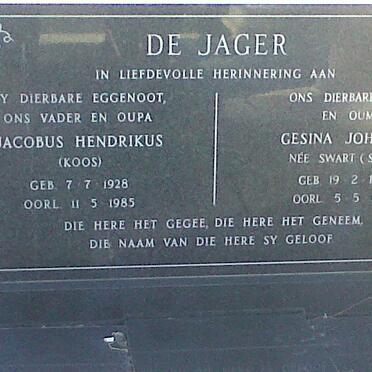 DE JAGER
IN LIEFDEVOLLE HERINNERING AAN
Y DIERBARE EGGENOOT,
ONS VADER EN OUPA
JACOBUS HENDRIKUS
(KOOS)
GEB. 7 · 7 · 1928
OORL. 11 · 5 · 1985
ONS DIERBARE
EN OUM
GESINA JOH
NÉE SWART (
GEB. 19 · 2 · 1
OORL. 5 · 5 ·
DIE HERE HET GEGEE, DIE HERE HET GENEEM,
DIE NAAM VAN DIE HERE SY GELOOF